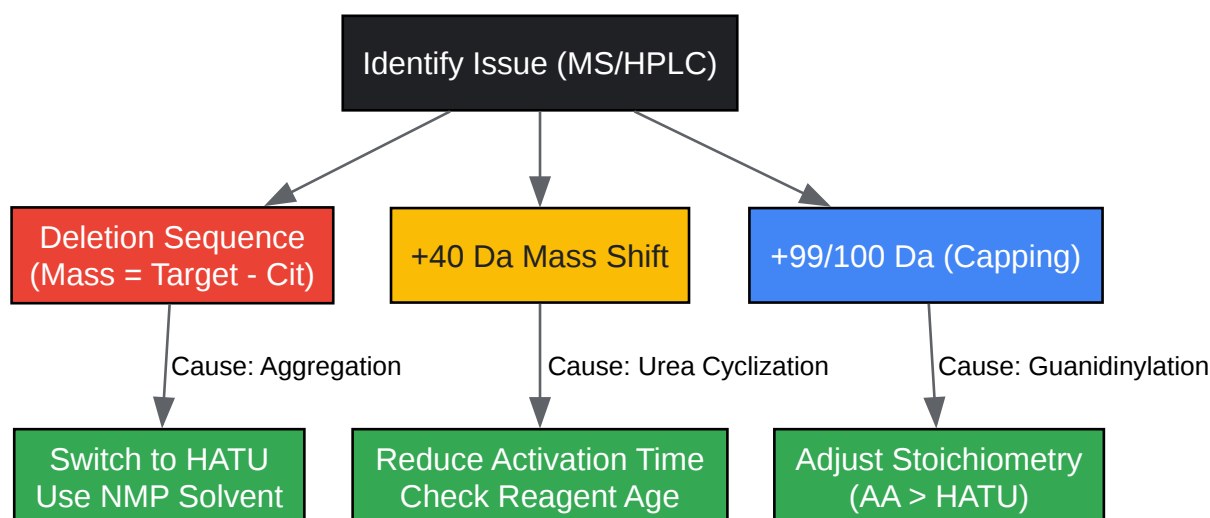 Identify Issue (MS/HPLC)
Deletion Sequence
(Mass = Target - Cit)
+40 Da Mass Shift
+99/100 Da (Capping)
Cause: Aggregation
Cause: Urea Cyclization
Cause: Guanidinylation
Switch to HATU
Use NMP Solvent
Reduce Activation Time
Check Reagent Age
Adjust Stoichiometry
(AA > HATU)